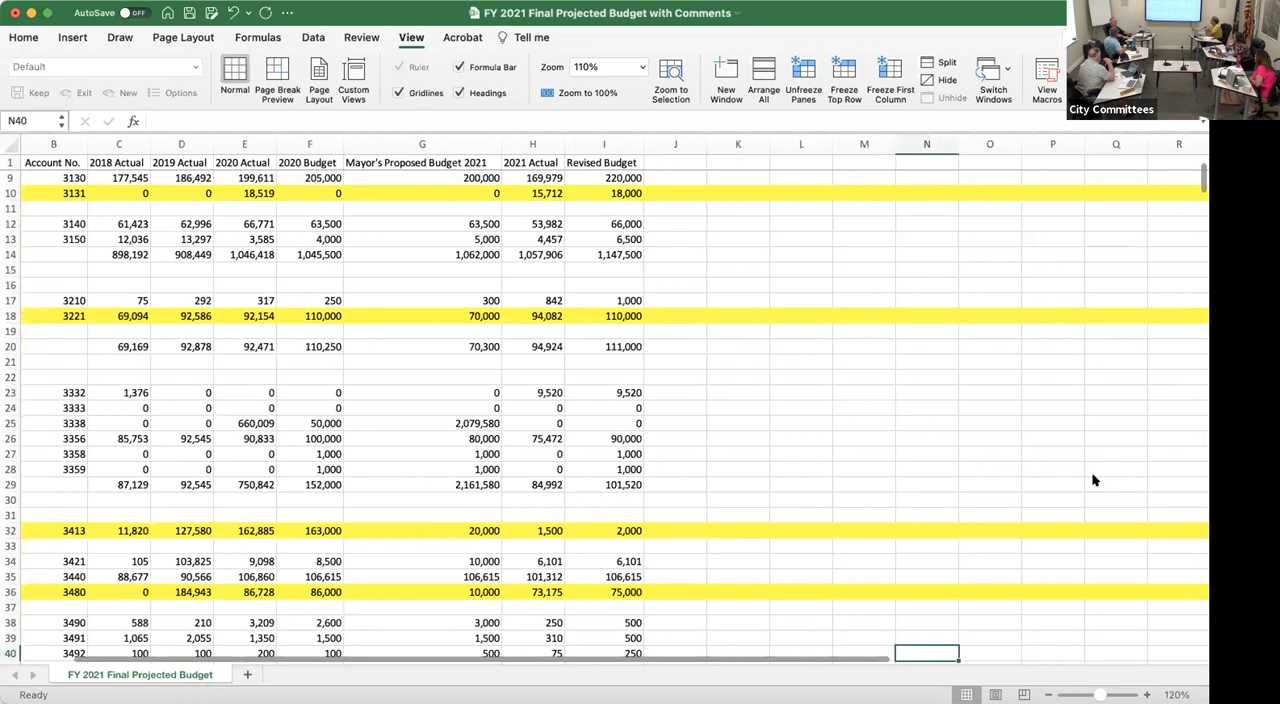 AutoSave OFF FY 2021 Final Projected Budget with Comments
Home Insert Draw Page Layout Formulas Data Review View Acrobat Tell me
Default
Keep Exit New Options
Normal Page Break Preview Page Layout Custom Views
Ruler Formula Bar
Gridlines Headings
Zoom 110%
Zoom to 100%
Zoom to Selection
New Window Arrange All Unfreeze Panes Freeze Top Row Freeze First Column
Split
Hide
Unhide
Switch Windows View Macros
City Committees
N40 fx
B C D E F G H I J K L M N O P Q R
1 Account No. 2018 Actual 2019 Actual 2020 Actual 2020 Budget Mayor's Proposed Budget 2021 2021 Actual Revised Budget
9 3130 177,545 186,492 199,611 205,000 200,000 169,979 220,000
10 3131 0 0 18,519 0 0 15,712 18,000
11
12 3140 61,423 62,996 66,771 63,500 63,500 53,982 66,000
13 3150 12,036 13,297 3,585 4,000 5,000 4,457 6,500
14 898,192 908,449 1,046,418 1,045,500 1,062,000 1,057,906 1,147,500
15
16
17 3210 75 292 317 250 300 842 1,000
18 3221 69,094 92,586 92,154 110,000 70,000 94,082 110,000
19
20 69,169 92,878 92,471 110,250 70,300 94,924 111,000
21
22
23 3332 1,376 0 0 0 0 9,520 9,520
24 3333 0 0 0 0 0 0 0
25 3338 0 0 660,009 50,000 2,079,580 0 0
26 3356 85,753 92,545 90,833 100,000 80,000 75,472 90,000
27 3358 0 0 0 1,000 1,000 0 1,000
28 3359 0 0 0 1,000 1,000 0 1,000
29 87,129 92,545 750,842 152,000 2,161,580 84,992 101,520
30
31
32 3413 11,820 127,580 162,885 163,000 20,000 1,500 2,000
33
34 3421 105 103,825 9,098 8,500 10,000 6,101 6,101
35 3440 88,677 90,566 106,860 106,615 106,615 101,312 106,615
36 3480 0 184,943 86,728 86,000 10,000 73,175 75,000
37
38 3490 588 210 3,209 2,600 3,000 250 500
39 3491 1,065 2,055 1,350 1,500 1,500 310 500
40 3492 100 100 200 100 500 75 250
FY 2021 Final Projected Budget
Ready 120%